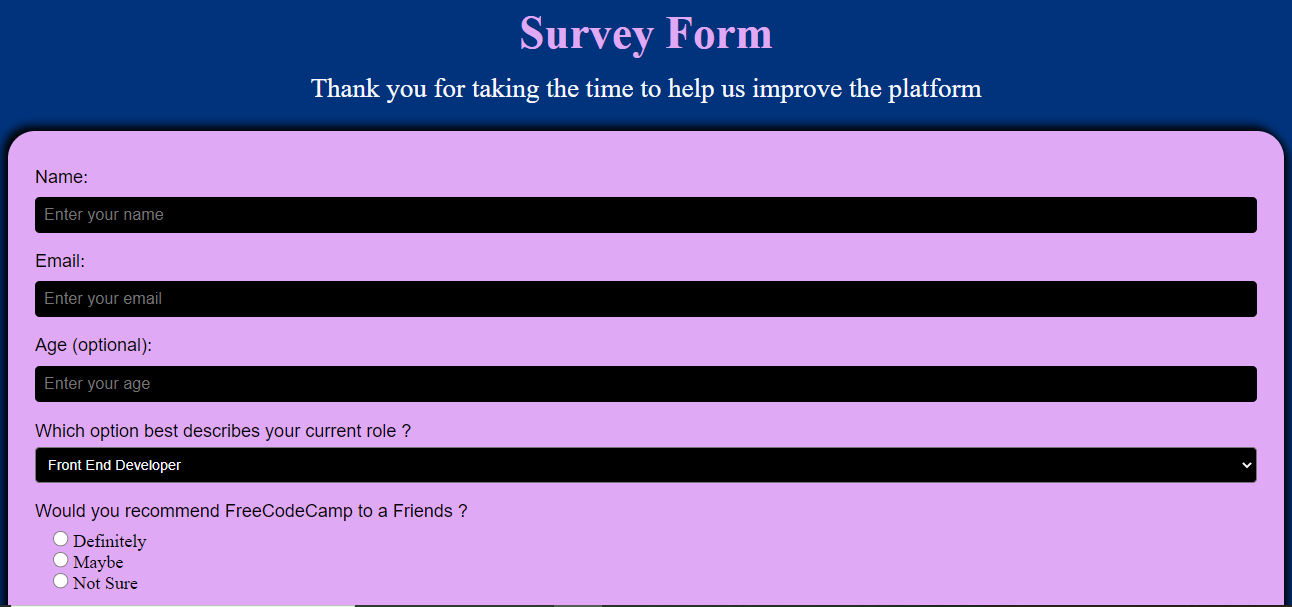 Survey Form
Thank you for taking the time to help us improve the platform
Name:
Enter your name
Email:
Enter your email
Age (optional):
Enter your age
Which option best describes your current role ?
Front End Developer
Would you recommend FreeCodeCamp to a Friends ?
Definitely
Maybe
Not Sure